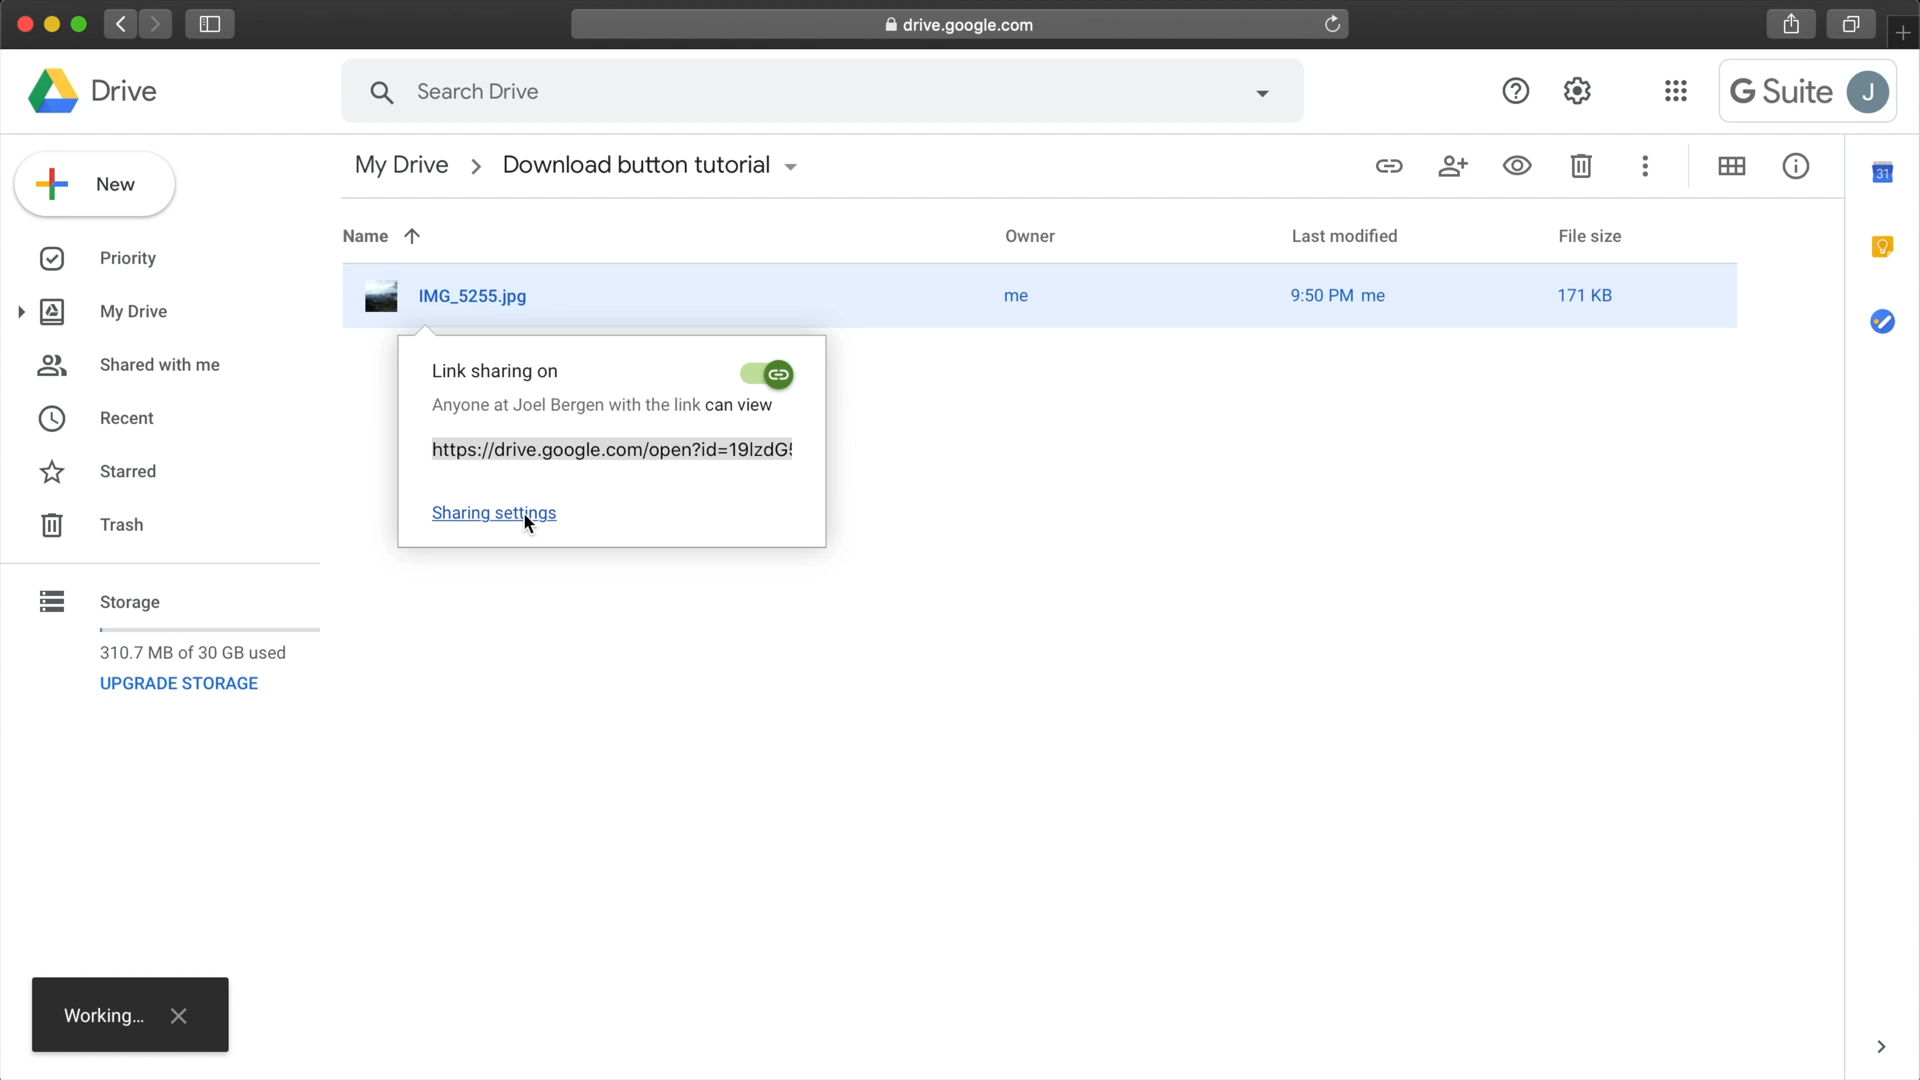 drive.google.com
Drive
Search Drive
G Suite
J
My Drive
Download button tutorial
31
New
Name
Owner
Last modified
File size
Priority
IMG_5255.jpg
me
9:50 PM me
171 KB
My Drive
Shared with me
Link sharing on
Anyone at Joel Bergen with the link can view
Recent
https://drive.google.com/open?id=19lzdG5
Starred
Sharing settings
Trash
Storage
310.7 MB of 30 GB used
UPGRADE STORAGE
Working...